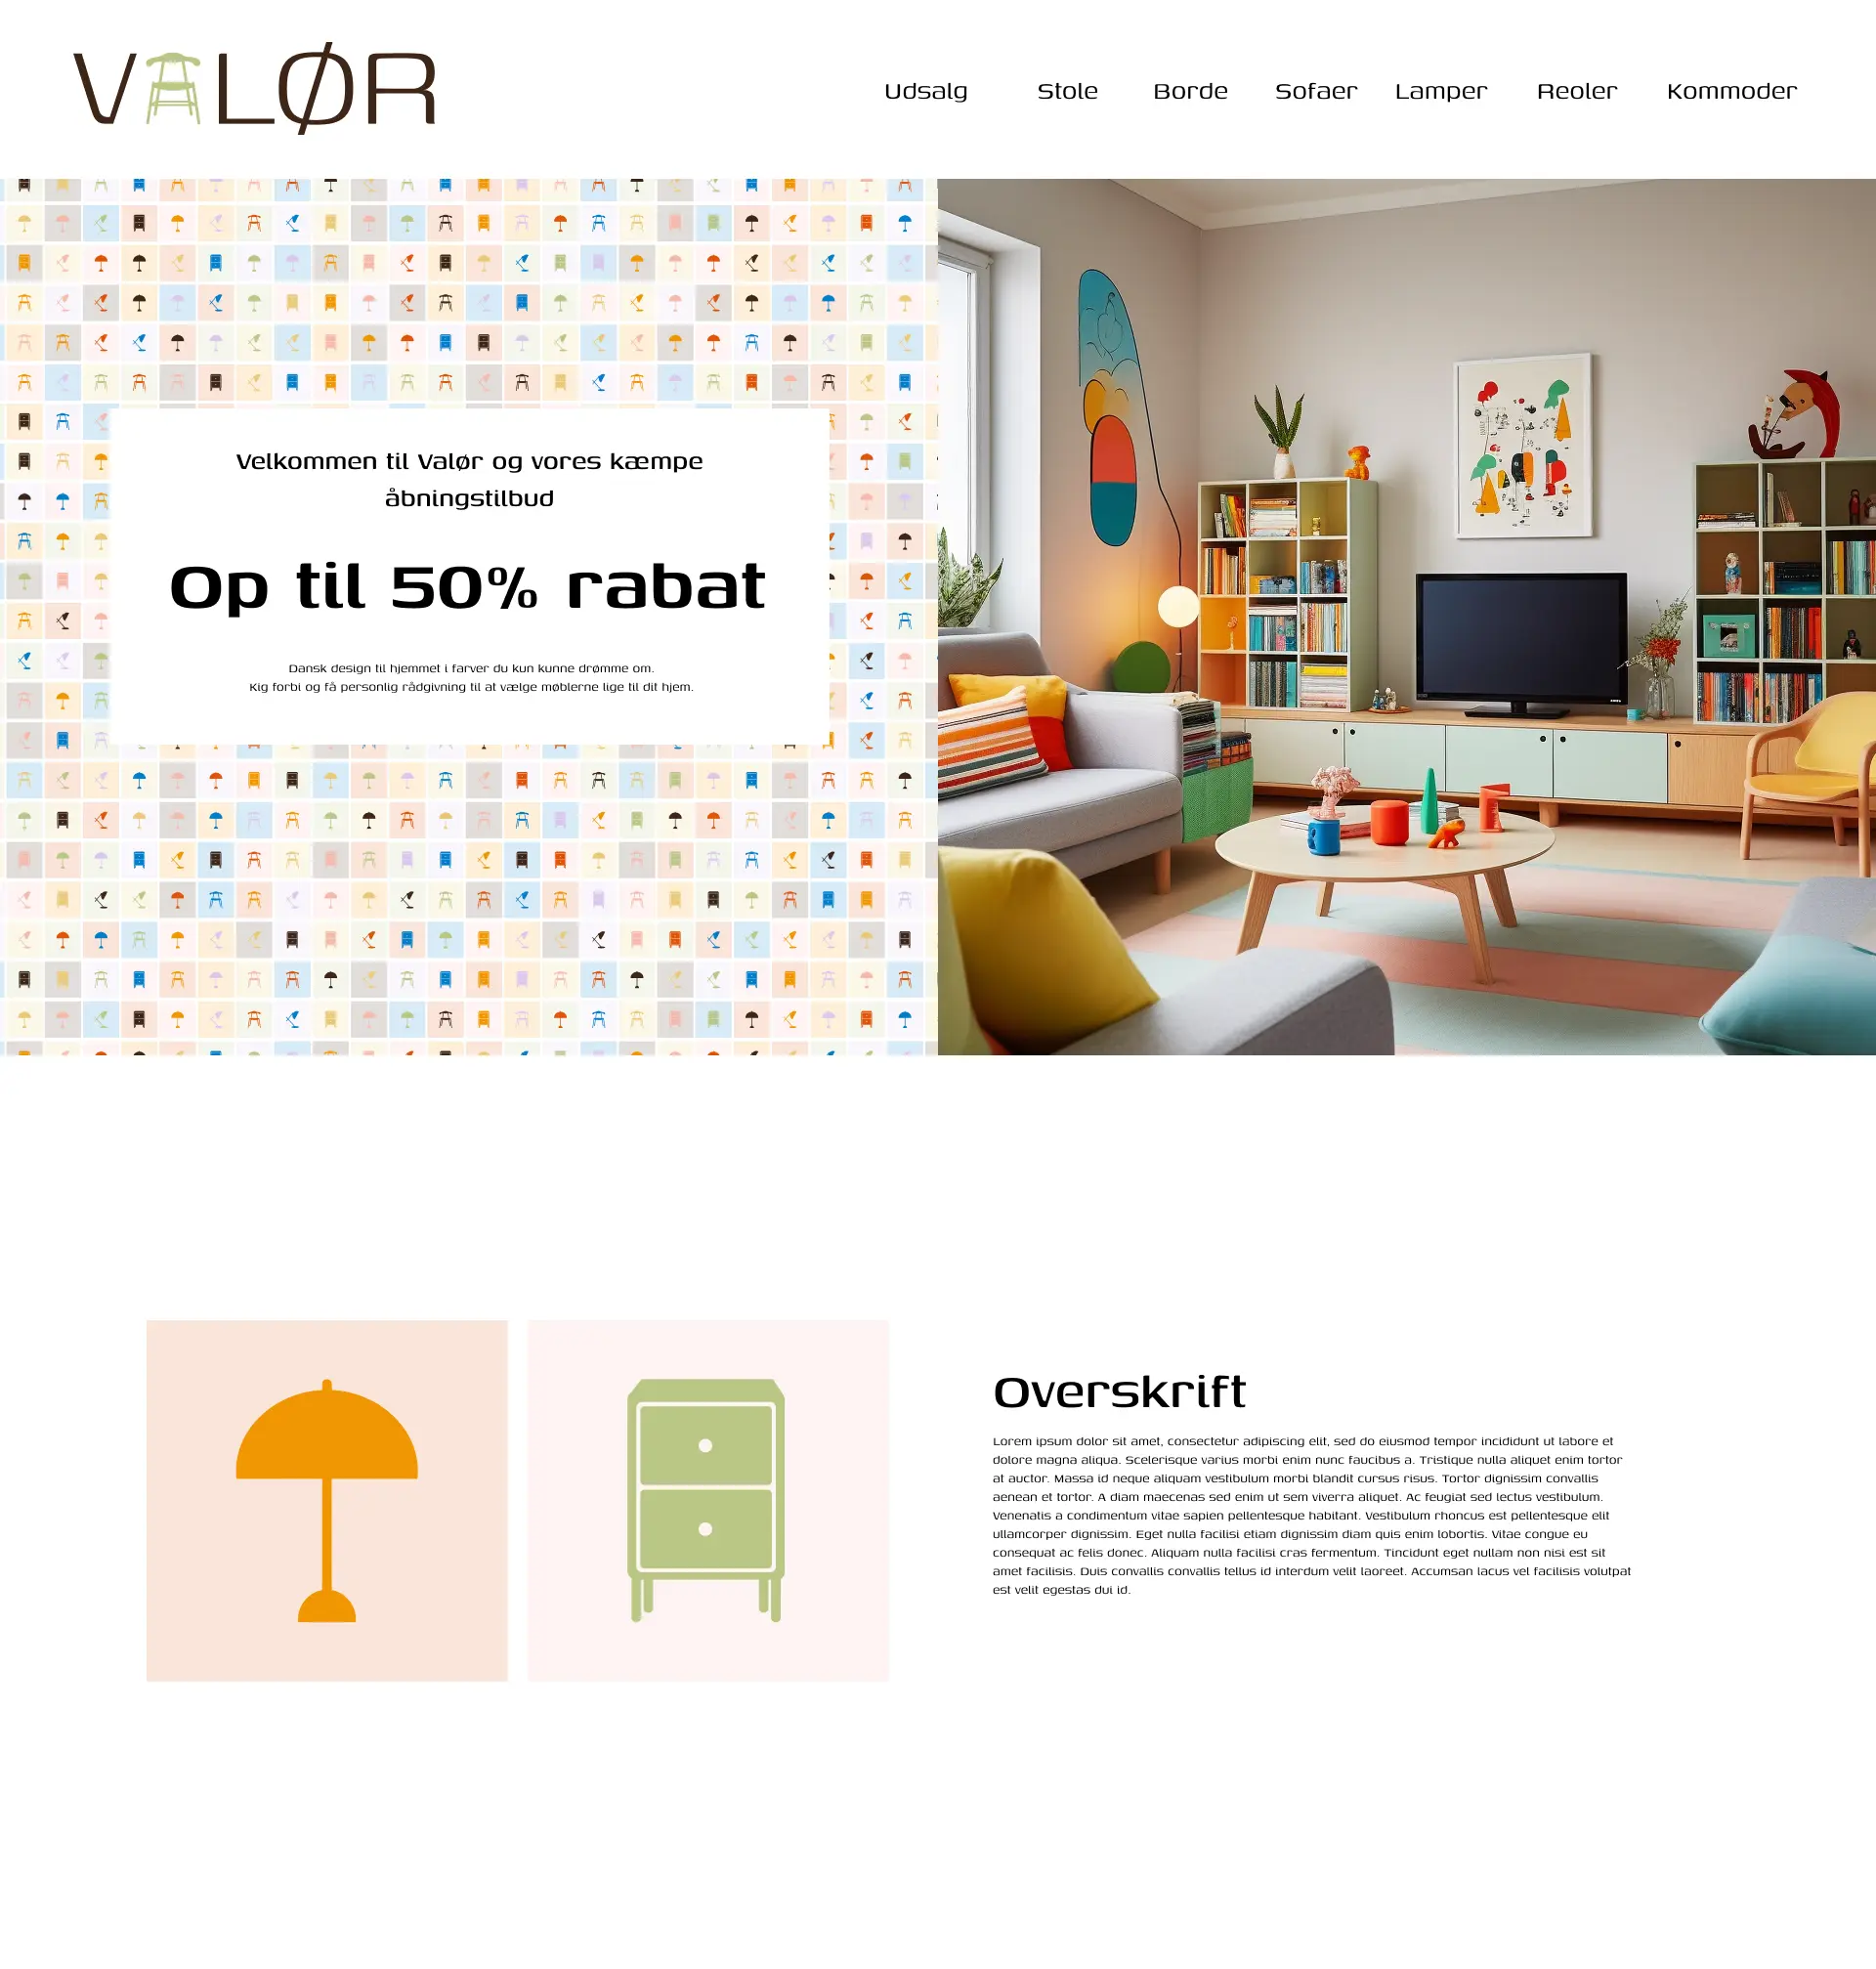 VALØR
Udsalg Stole Borde Sofaer Lamper Reoler Kommoder
Velkommen til Valør og vores kæmpe
åbningstilbud
Op til 50% rabat
Dansk design til hjemmet i farver du kun kunne drømme om.
Kig forbi og få personlig rådgivning til at vælge møblerne lige til dit hjem.
Overskrift
Lorem ipsum dolor sit amet, consectetur adipiscing elit, sed do eiusmod tempor incididunt ut labore et
dolore magna aliqua. Scelerisque varius morbi enim nunc faucibus a. Tristique nulla aliquet enim tortor
at auctor. Massa id neque aliquam vestibulum morbi blandit cursus risus. Tortor dignissim convallis
aenean et tortor. A diam maecenas sed enim ut sem viverra aliquet. Ac feugiat sed lectus vestibulum.
Venenatis a condimentum vitae sapien pellentesque habitant. Vestibulum rhoncus est pellentesque elit
ullamcorper dignissim. Eget nulla facilisi etiam dignissim diam quis enim lobortis. Vitae congue eu
consequat ac felis donec. Aliquam nulla facilisi cras fermentum. Tincidunt eget nullam non nisi est sit
amet facilisis. Duis convallis convallis tellus id interdum velit laoreet. Accumsan lacus vel facilisis volutpat
est velit egestas dui id.